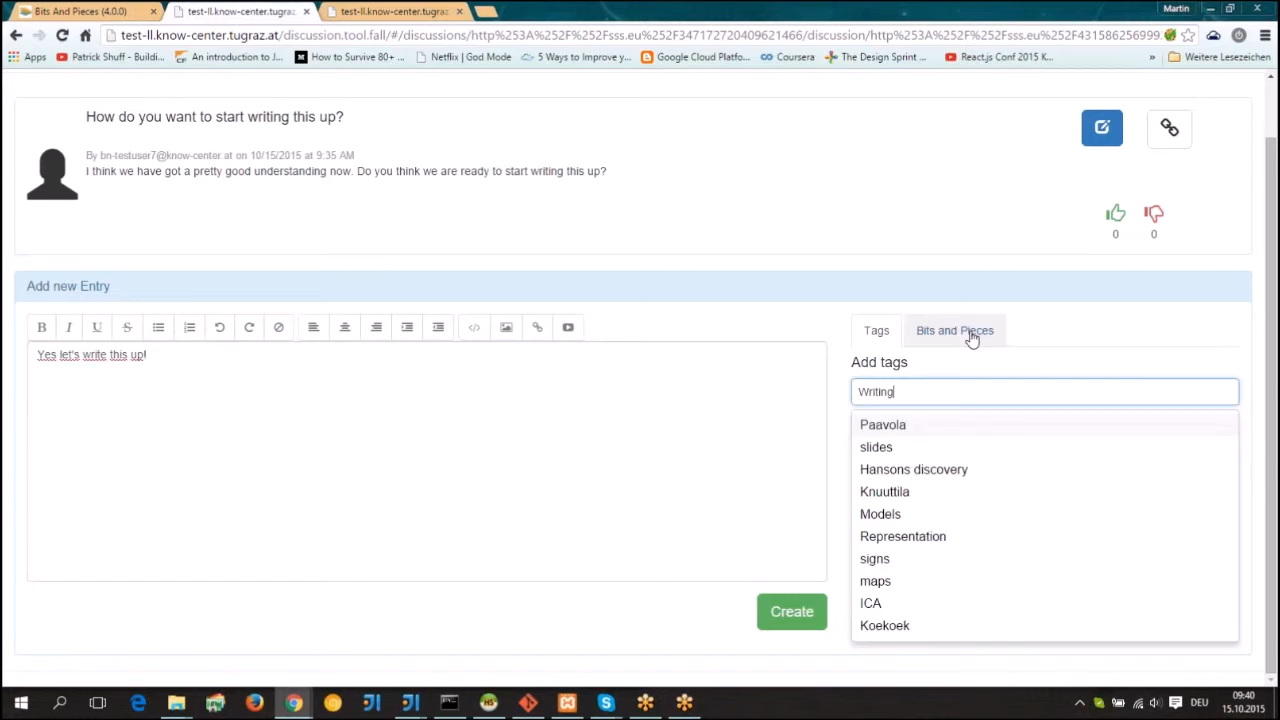 Bits And Pieces (4.0.0)
test-ll.know-center.tugraz.
test-ll.know-center.tugraz.
Martin
test-ll.know-center.tugraz.at/discussion.tool.fall/#/discussions/http%253A%252F%252Fsss.eu%252F347172720409621466/discussion/http%253A%252F%252Fsss.eu%252F431586256999
Apps
Patrick Shuff - Buildi...
An introduction to J...
How to Survive 80+ ...
Netflix | God Mode
5 Ways to Improve y...
Google Cloud Platfo...
Coursera
The Design Sprint ...
React.js Conf 2015 K...
»
Weitere Lesezeichen
How do you want to start writing this up?
By bn-testuser7@know-center.at on 10/15/2015 at 9:35 AM
I think we have got a pretty good understanding now. Do you think we are ready to start writing this up?
0
0
Add new Entry
B I U S
Yes let's write this up!
Create
Tags
Bits and Pieces
Add tags
Writing
Paavola
slides
Hansons discovery
Knuuttila
Models
Representation
signs
maps
ICA
Koekoek
DEU
09:40
15.10.2015